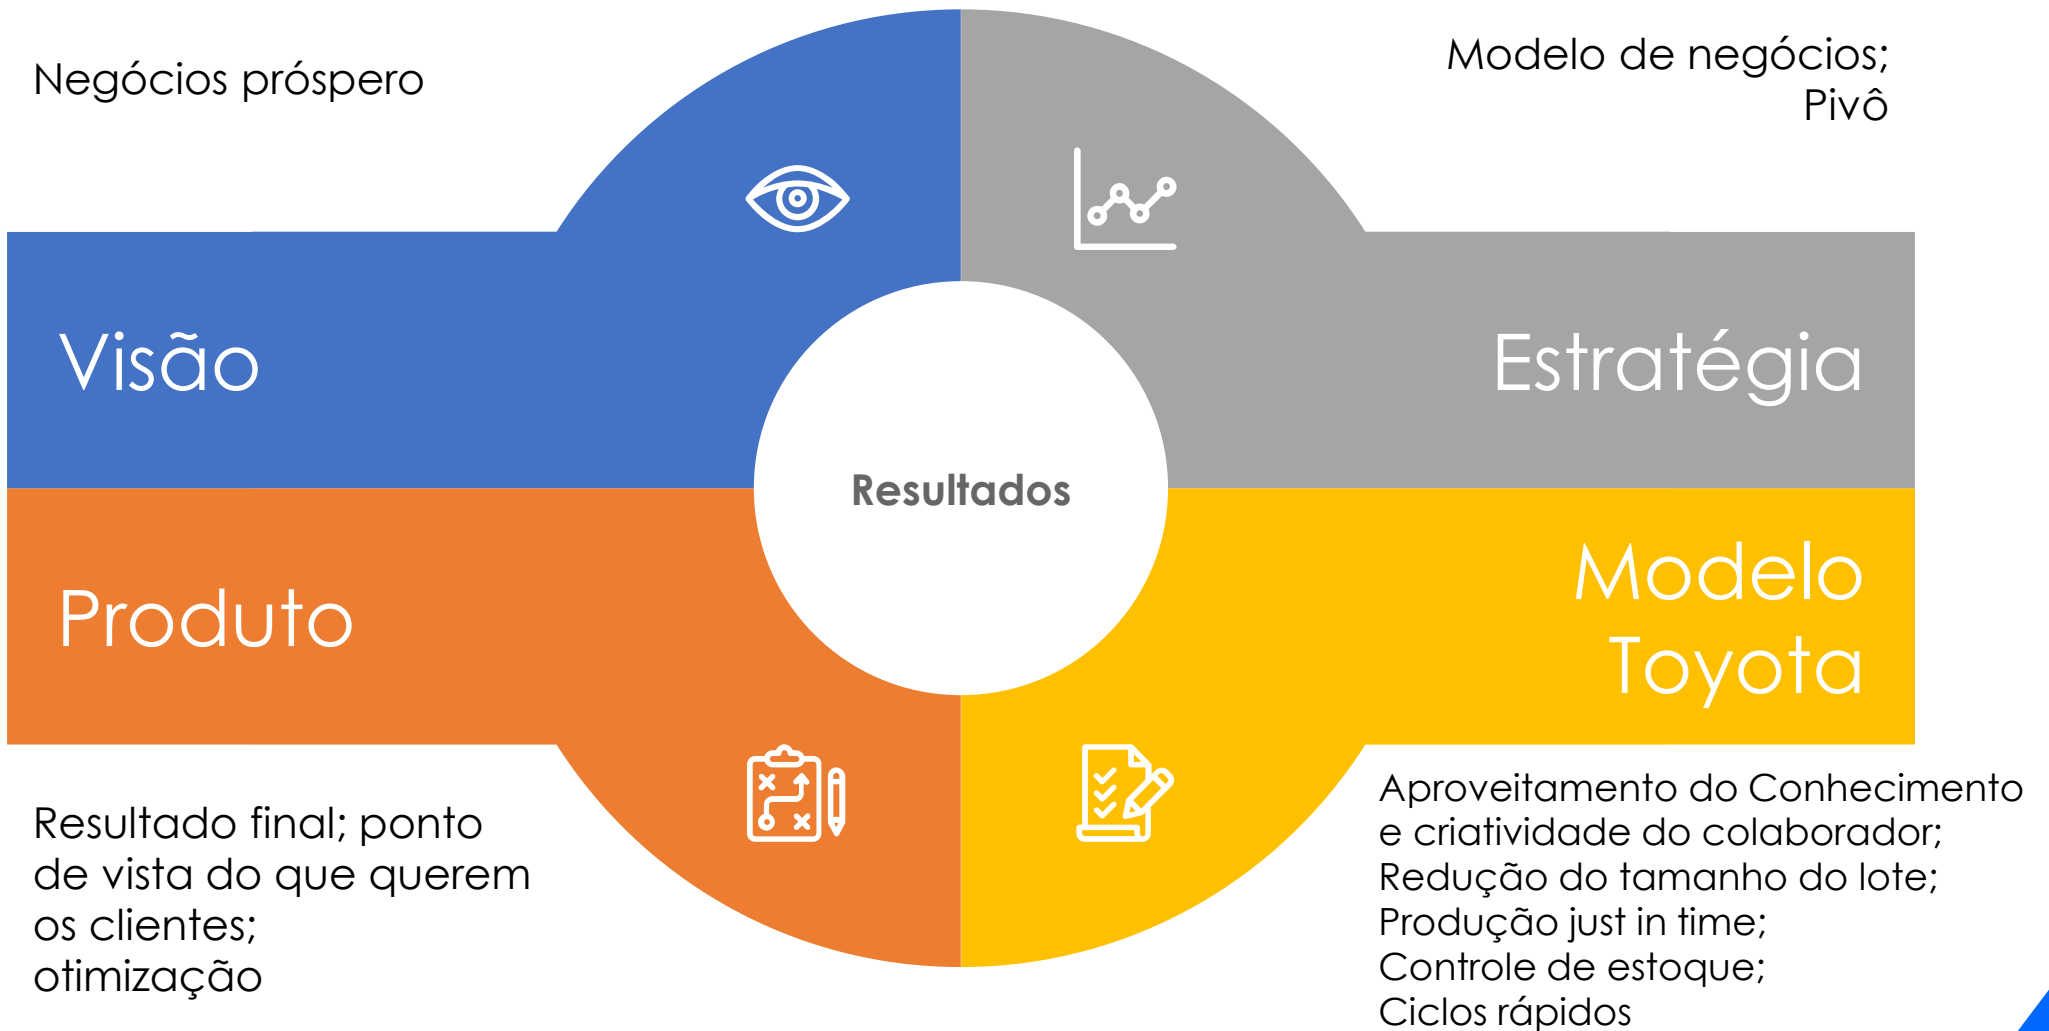 Negócios próspero
Modelo de negócios;
Pivô
Visão
Estratégia
Resultados
Produto
Modelo
Toyota
Resultado final; ponto
de vista do que querem
os clientes;
otimização
Aproveitamento do Conhecimento
e criatividade do colaborador;
Redução do tamanho do lote;
Produção just in time;
Controle de estoque;
Ciclos rápidos